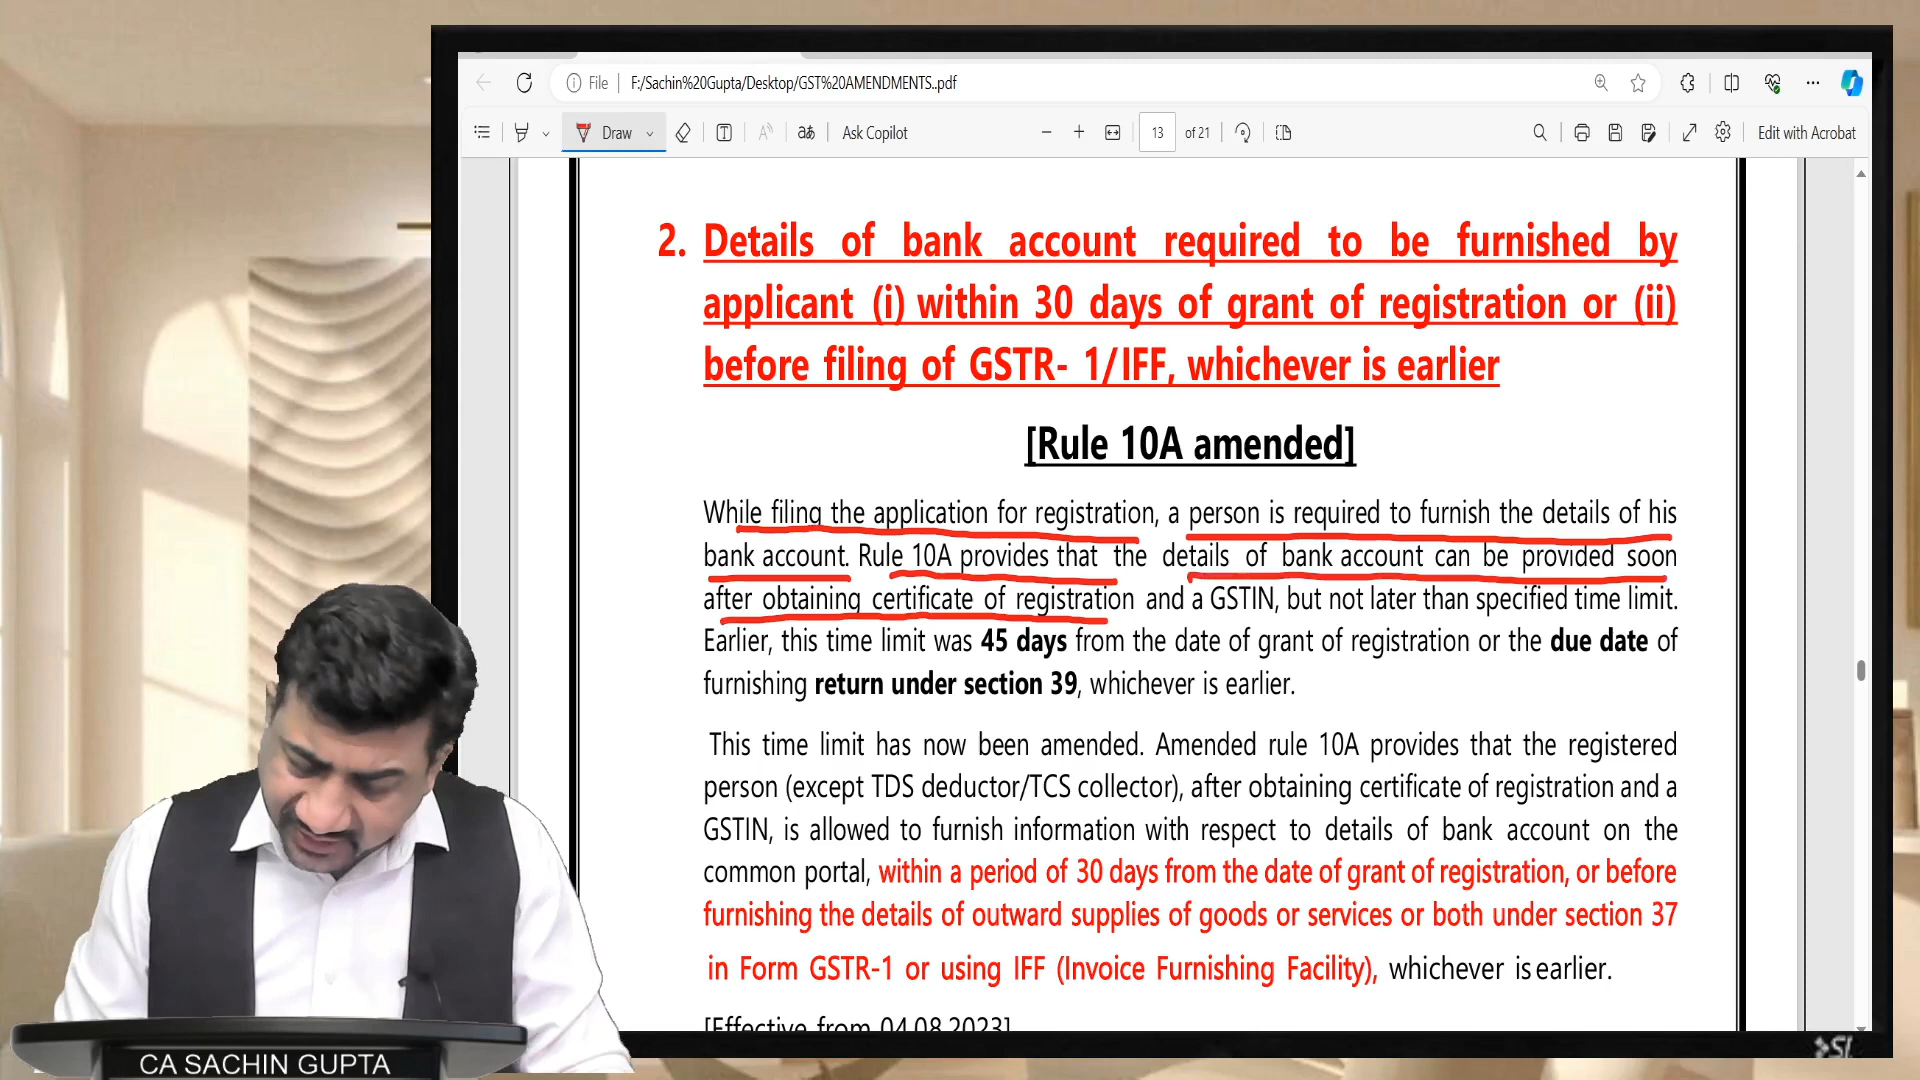 File | F:/Sachin%20Gupta/Desktop/GST%20AMENDMENTS..pdf
Draw aあ Ask Copilot 13 of 21 Edit with Acrobat
2. Details of bank account required to be furnished by
applicant (i) within 30 days of grant of registration or (ii)
before filing of GSTR- 1/IFF, whichever is earlier
[Rule 10A amended]
While filing the application for registration, a person is required to furnish the details of his
bank account. Rule 10A provides that the details of bank account can be provided soon
after obtaining certificate of registration and a GSTIN, but not later than specified time limit.
Earlier, this time limit was 45 days from the date of grant of registration or the due date of
furnishing return under section 39, whichever is earlier.
This time limit has now been amended. Amended rule 10A provides that the registered
person (except TDS deductor/TCS collector), after obtaining certificate of registration and a
GSTIN, is allowed to furnish information with respect to details of bank account on the
common portal, within a period of 30 days from the date of grant of registration, or before
furnishing the details of outward supplies of goods or services or both under section 37
in Form GSTR-1 or using IFF (Invoice Furnishing Facility), whichever is earlier.
[Effective from 04.08.2023]
CA SACHIN GUPTA